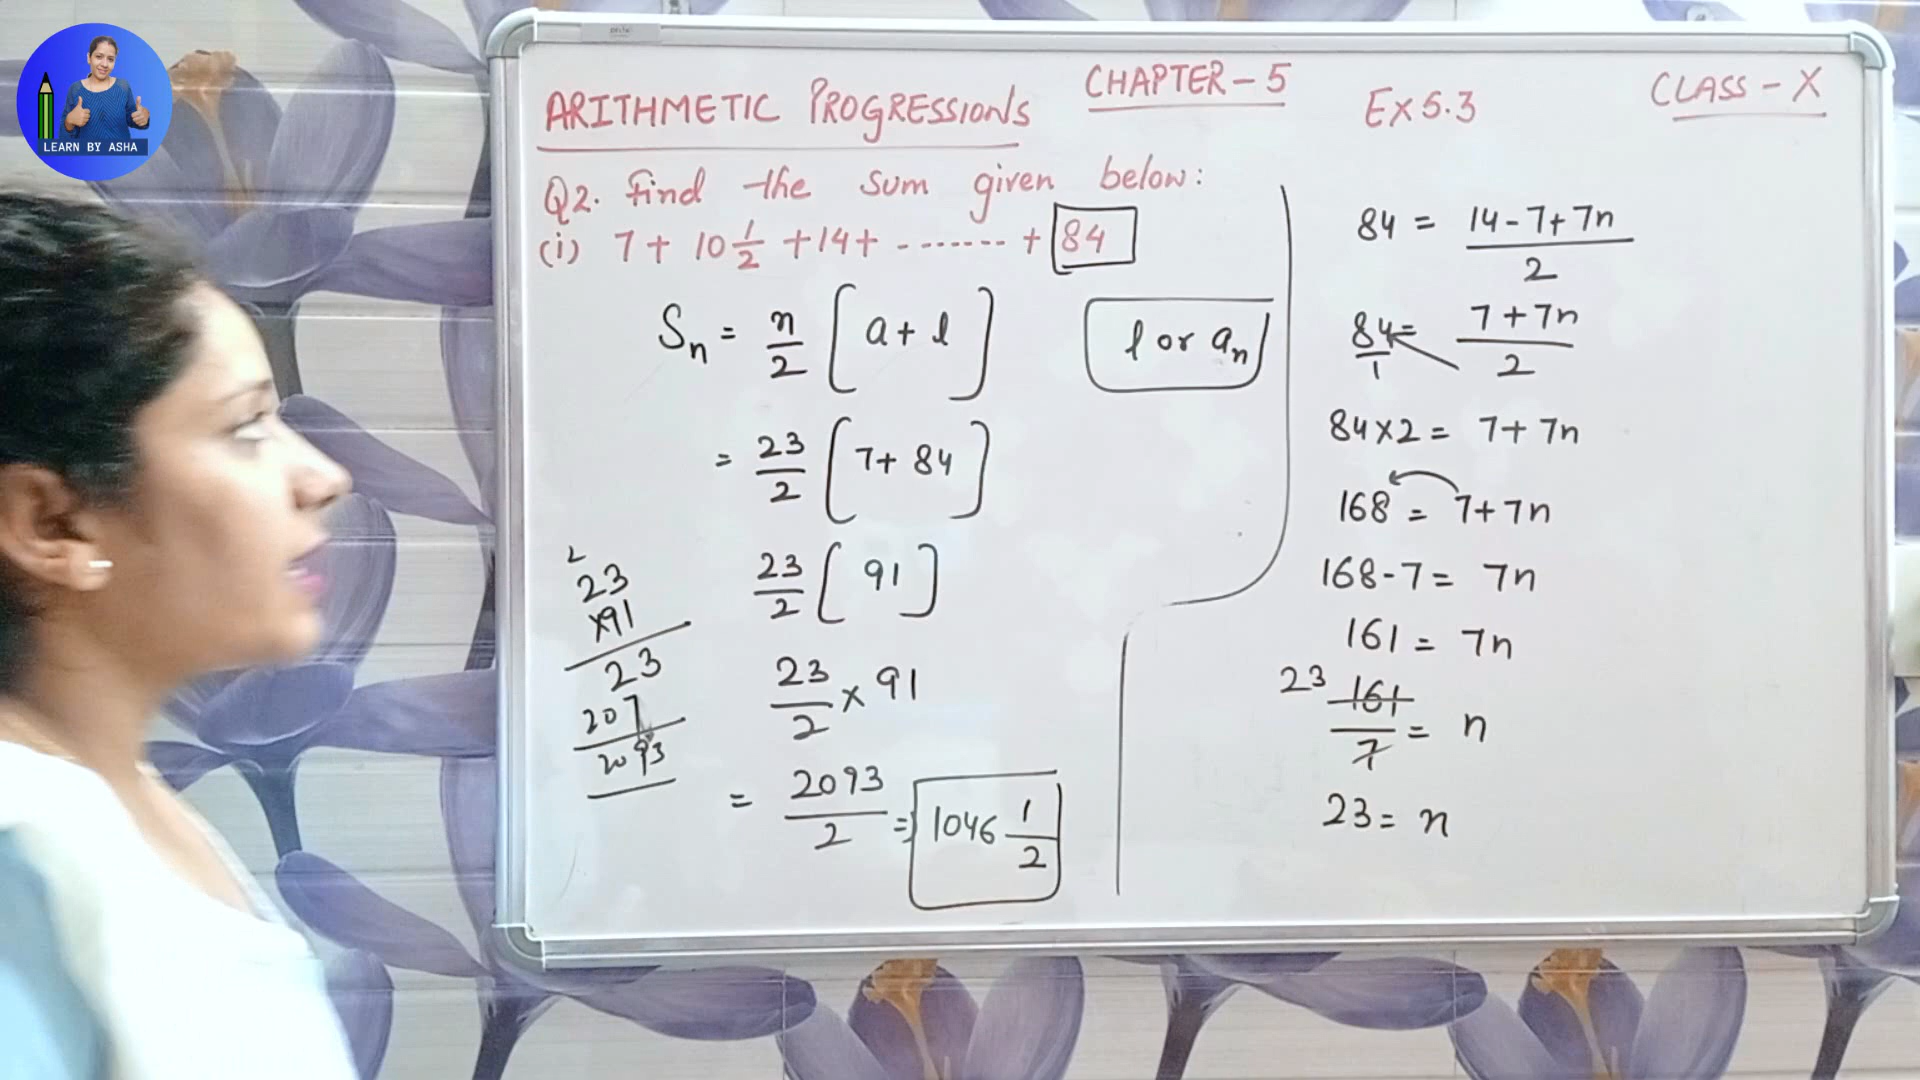 LEARN BY ASHA
ARITHMETIC PROGRESSIONS
CHAPTER-5
Ex 5.3
CLASS-X
Q2. Find the sum given below:
(i) 7 + 10 1/2 + 14 + ------- + 84
Sn = n/2 [a + l]
l or an
= 23/2 [7 + 84]
23/2 [91]
23/2 × 91
= 2093/2 = 1046 1/2
2
23
×91
23
207
2093
84 = 14-7+7n/2
84/1 = 7+7n/2
84×2 = 7+7n
168 = 7+7n
168-7 = 7n
161 = 7n
23 161/7 = n
23 = n